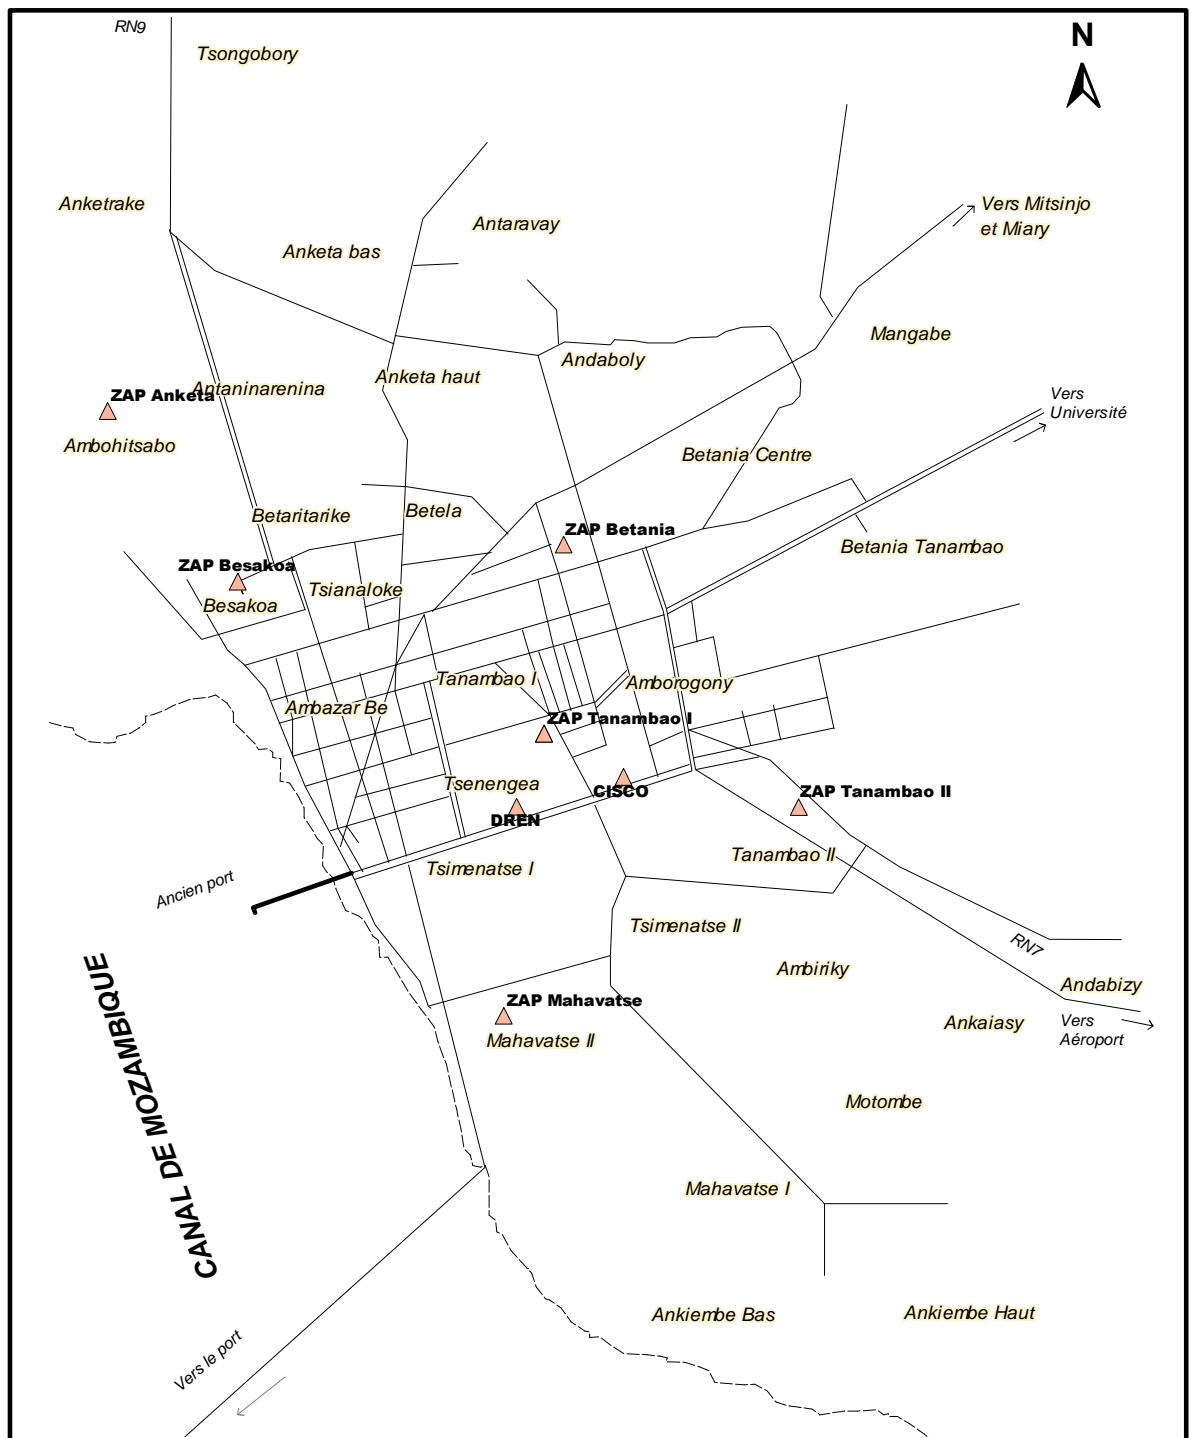 RN9
Tsongobory
N
Anketrake
Vers Mitsinjo
et Miary
Antaravay
Anketa bas
Mangabe
Andaboly
Anketa haut
Antaninarenina
ZAP Anketa
Vers
Université
Ambohitsabo
Betania Centre
Betela
Betaritarike
ZAP Betania
Betania Tanambao
ZAP Besakoa
Tsianaloke
Besakoa
Tanambao I
Amborogony
Ambazar Be
ZAP Tanambao I
Tsenengea
CISCO
ZAP Tanambao II
DREN
Tanambao II
Tsimenatse I
Ancien port
Tsimenatse II
RN7
Ambiriky
Andabizy
ZAP Mahavatse
Ankaiasy
Vers
Aéroport
Mahavatse II
CANAL DE MOZAMBIQUE
Motombe
Mahavatse I
Ankiembe Bas
Ankiembe Haut
Vers le port